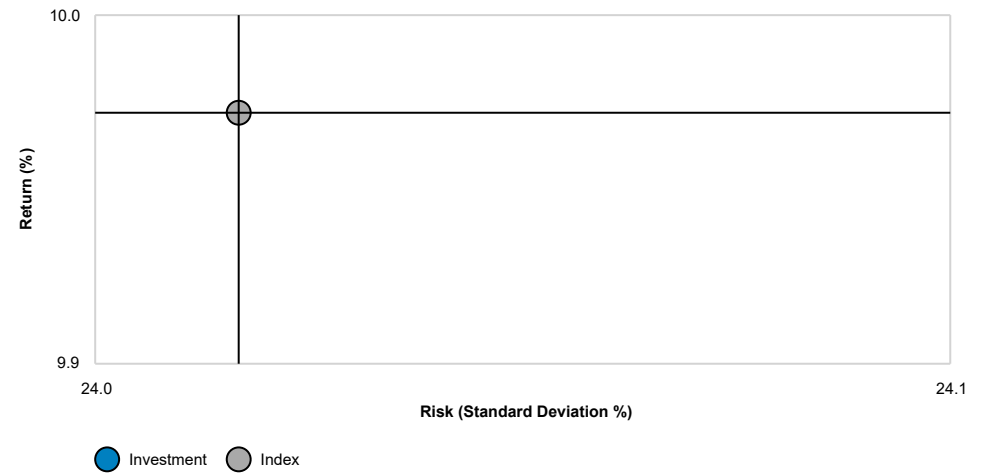 10.0
Return (%)
9.9
24.0
24.1
Risk (Standard Deviation %)
Investment
Index